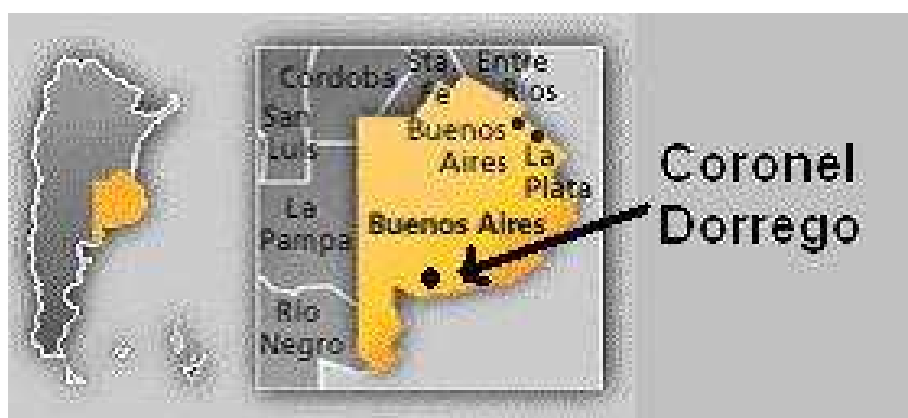 Cordoba
Sta.
Fe
Entre
Rios
San
Luis
Buenos
Aires
La
Plata
La
Pampa
Buenos Aires
Rio
Negro
Coronel
Dorrego